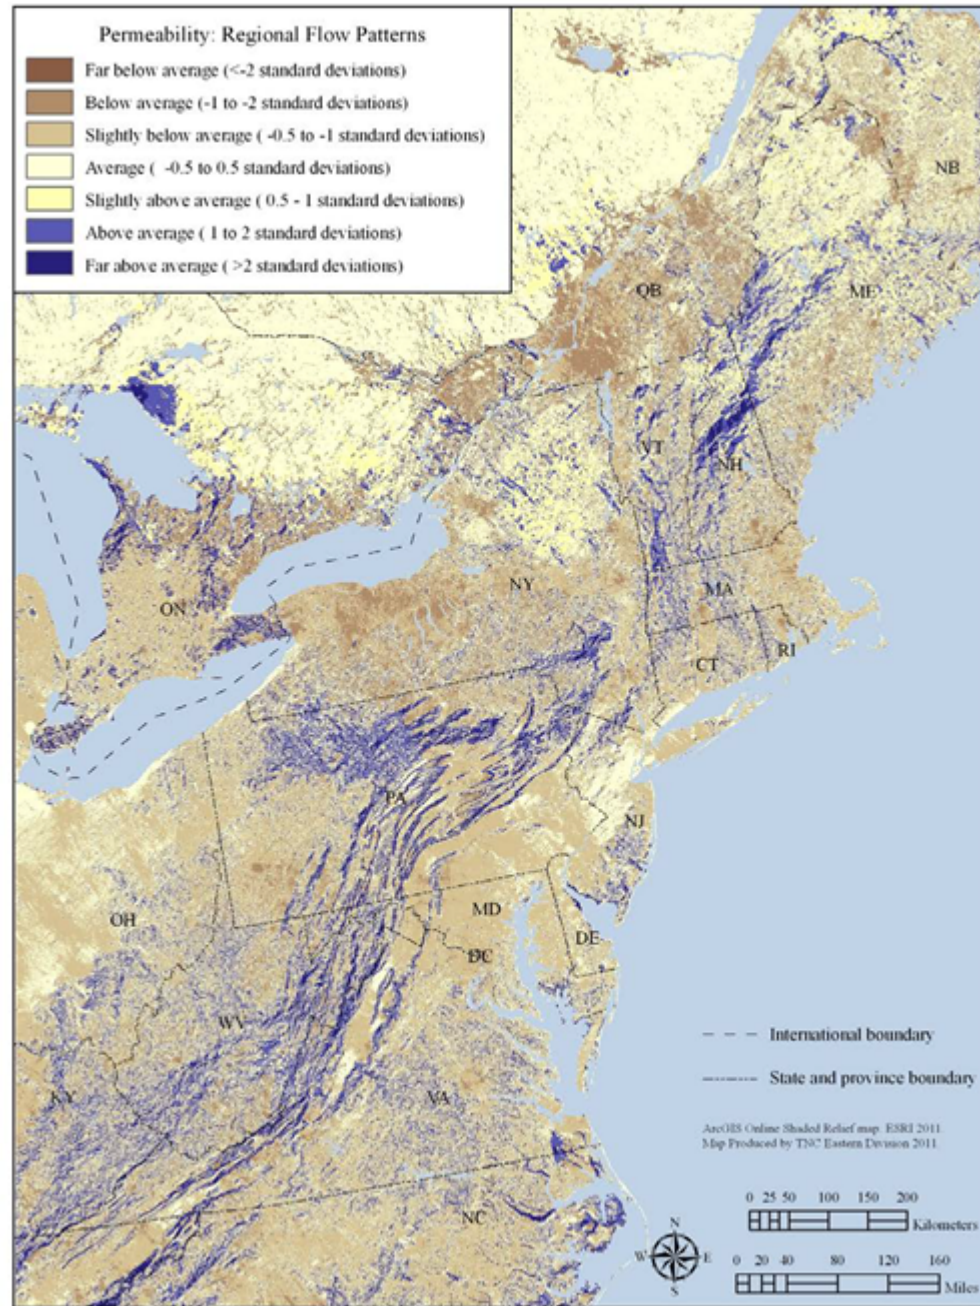 Permeability: Regional Flow Patterns
Far below average (<-2 standard deviations)
Below average (-1 to -2 standard deviations)
Slightly below average ( -0.5 to -1 standard deviations)
Average ( -0.5 to 0.5 standard deviations)
Slightly above average ( 0.5 - 1 standard deviations)
Above average ( 1 to 2 standard deviations)
Far above average ( >2 standard deviations)
NB
QB
ME
VT
NH
NY
MA
ON
CT
RI
PA
NJ
OH
MD
DE
DC
WV
KY
VA
NC
International boundary
State and province boundary
ArcGIS Online Shaded Relief map: ESRI 2011
Map Produced by TNC Eastern Division 2011
0 25 50 100 150 200
Kilometers
N
W E
S
0 20 40 80 120 160
Miles